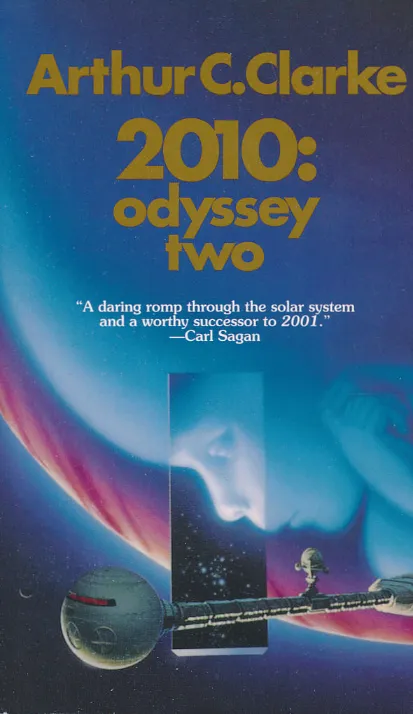 Arthur C. Clarke
2010:
odyssey
two
“A daring romp through the solar system
and a worthy successor to 2001.”
—Carl Sagan